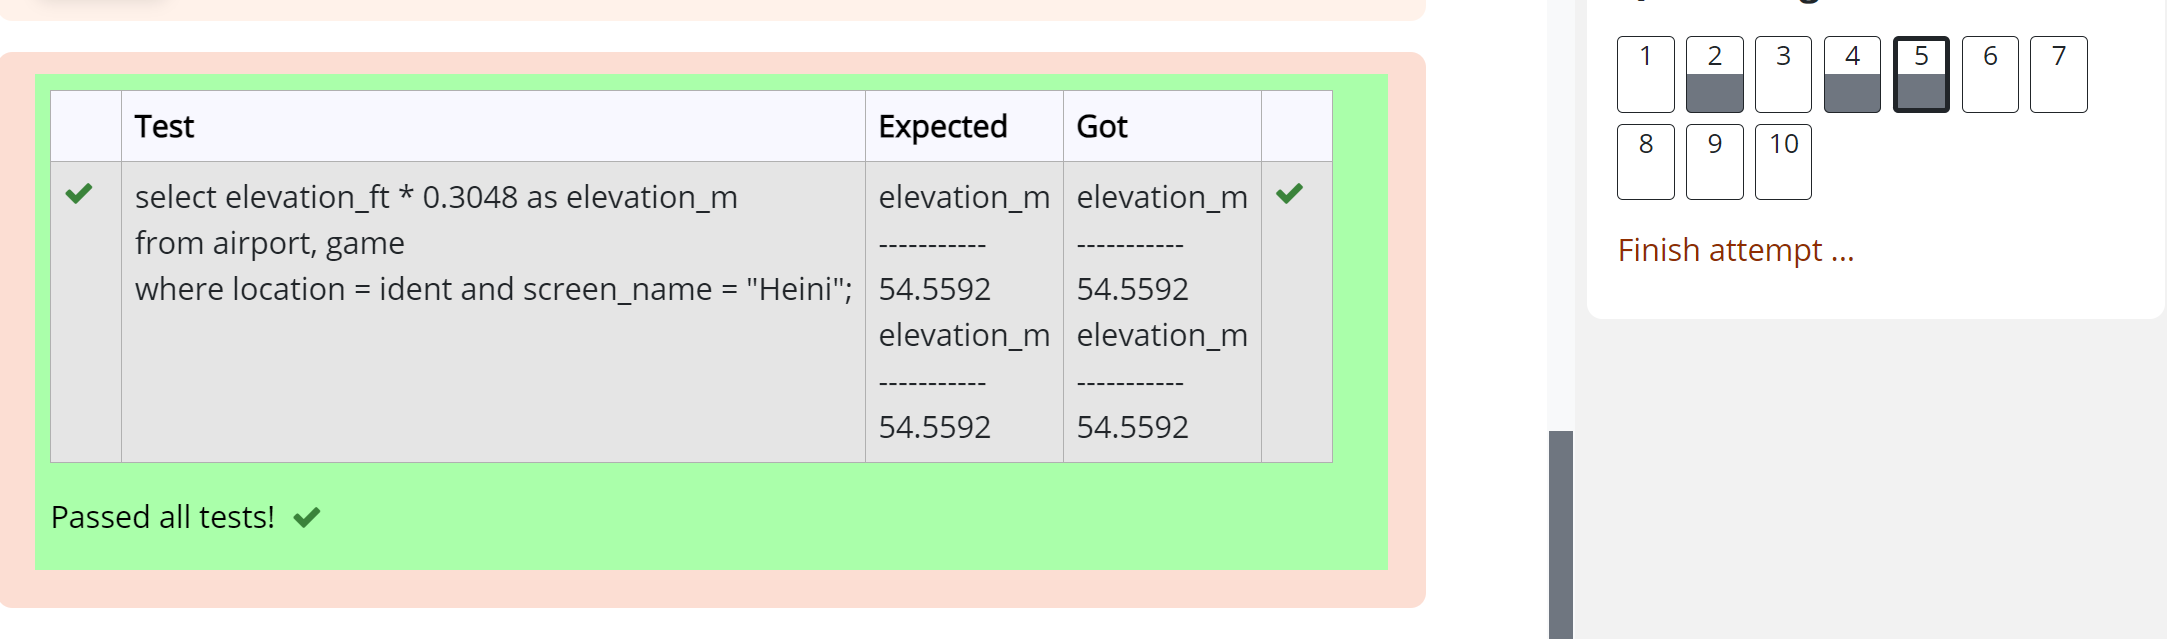 Test Expected Got
select elevation_ft * 0.3048 as elevation_m
from airport, game
where location = ident and screen_name = "Heini";
elevation_m
-----------
54.5592
elevation_m
-----------
54.5592
elevation_m
-----------
54.5592
elevation_m
-----------
54.5592
Passed all tests!
1 2 3 4 5 6 7
8 9 10
Finish attempt ...